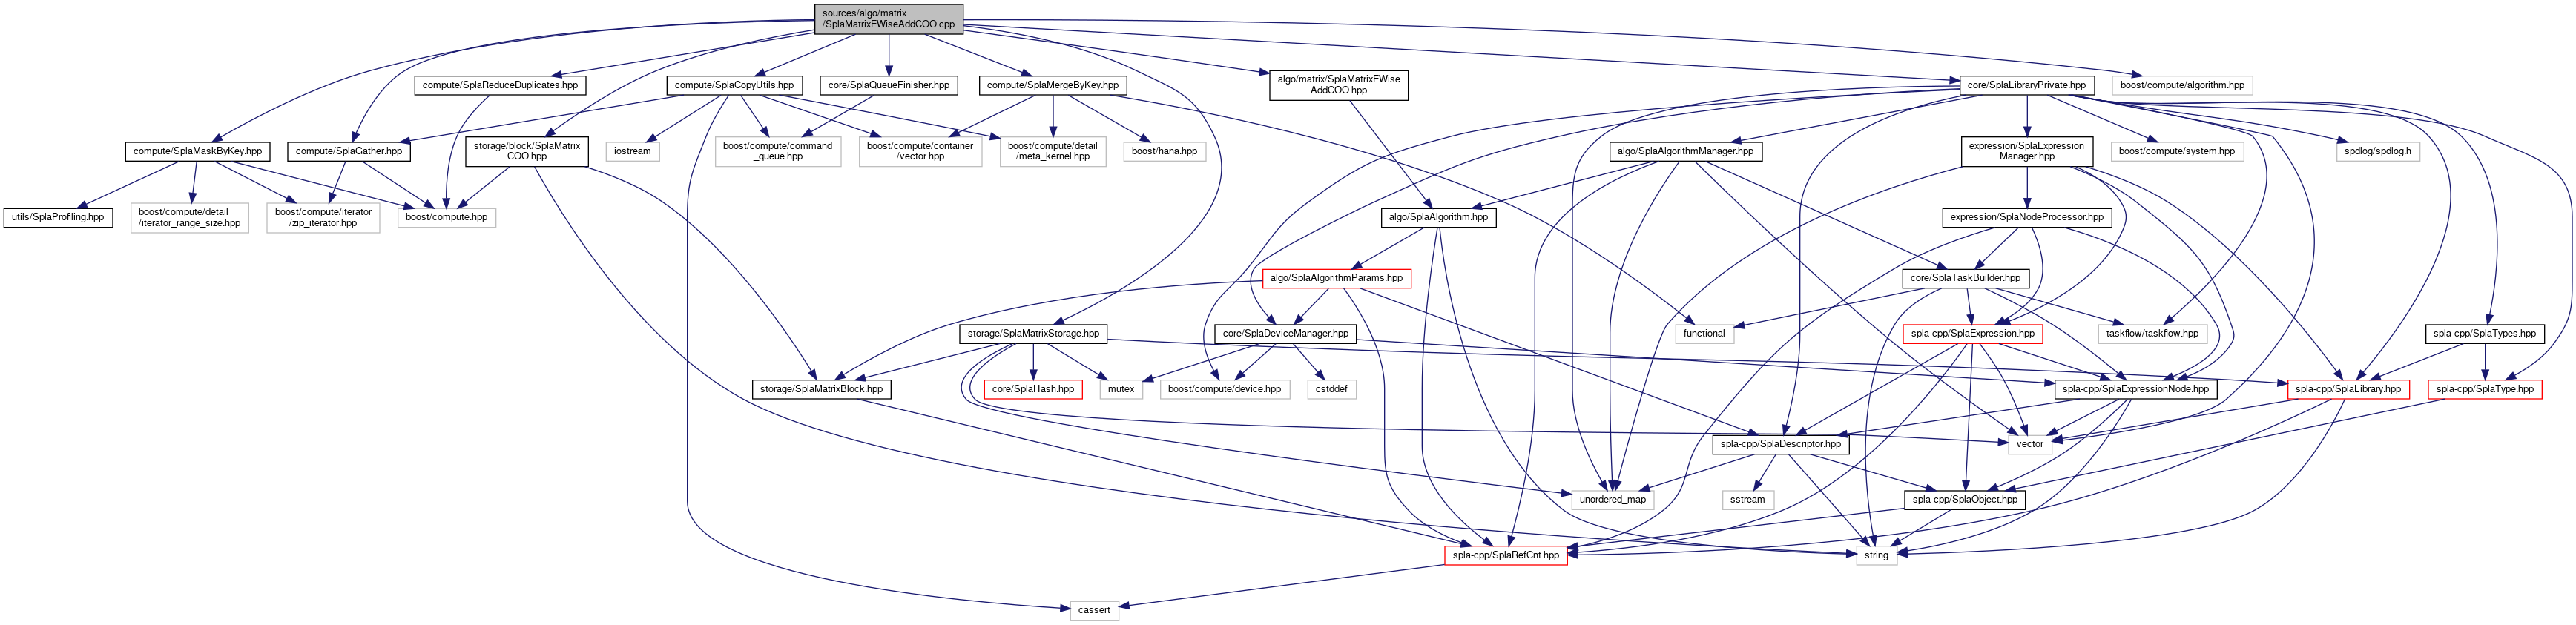 sources/algo/matrix
/SplaMatrixEWiseAddCOO.cpp
compute/SplaReduceDuplicates.hpp
compute/SplaCopyUtils.hpp
core/SplaQueueFinisher.hpp
compute/SplaMergeByKey.hpp
algo/matrix/SplaMatrixEWise
AddCOO.hpp
core/SplaLibraryPrivate.hpp
boost/compute/algorithm.hpp
compute/SplaMaskByKey.hpp
compute/SplaGather.hpp
storage/block/SplaMatrix
COO.hpp
iostream
boost/compute/command
_queue.hpp
boost/compute/container
/vector.hpp
boost/compute/detail
/meta_kernel.hpp
boost/hana.hpp
algo/SplaAlgorithmManager.hpp
expression/SplaExpression
Manager.hpp
boost/compute/system.hpp
spdlog/spdlog.h
utils/SplaProfiling.hpp
boost/compute/detail
/iterator_range_size.hpp
boost/compute/iterator
/zip_iterator.hpp
boost/compute.hpp
algo/SplaAlgorithm.hpp
expression/SplaNodeProcessor.hpp
algo/SplaAlgorithmParams.hpp
core/SplaTaskBuilder.hpp
storage/SplaMatrixStorage.hpp
core/SplaDeviceManager.hpp
functional
spla-cpp/SplaExpression.hpp
taskflow/taskflow.hpp
spla-cpp/SplaTypes.hpp
storage/SplaMatrixBlock.hpp
core/SplaHash.hpp
mutex
boost/compute/device.hpp
cstddef
spla-cpp/SplaExpressionNode.hpp
spla-cpp/SplaLibrary.hpp
spla-cpp/SplaType.hpp
spla-cpp/SplaDescriptor.hpp
vector
unordered_map
sstream
spla-cpp/SplaObject.hpp
spla-cpp/SplaRefCnt.hpp
string
cassert